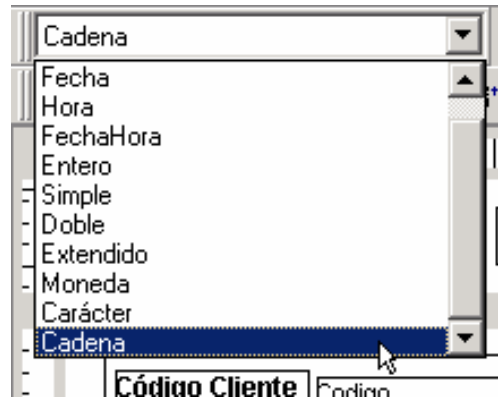 Cadena
Fecha
Hora
FechaHora
Entero
Simple
Doble
Extendido
Moneda
Carácter
Cadena
Código Cliente Codigo